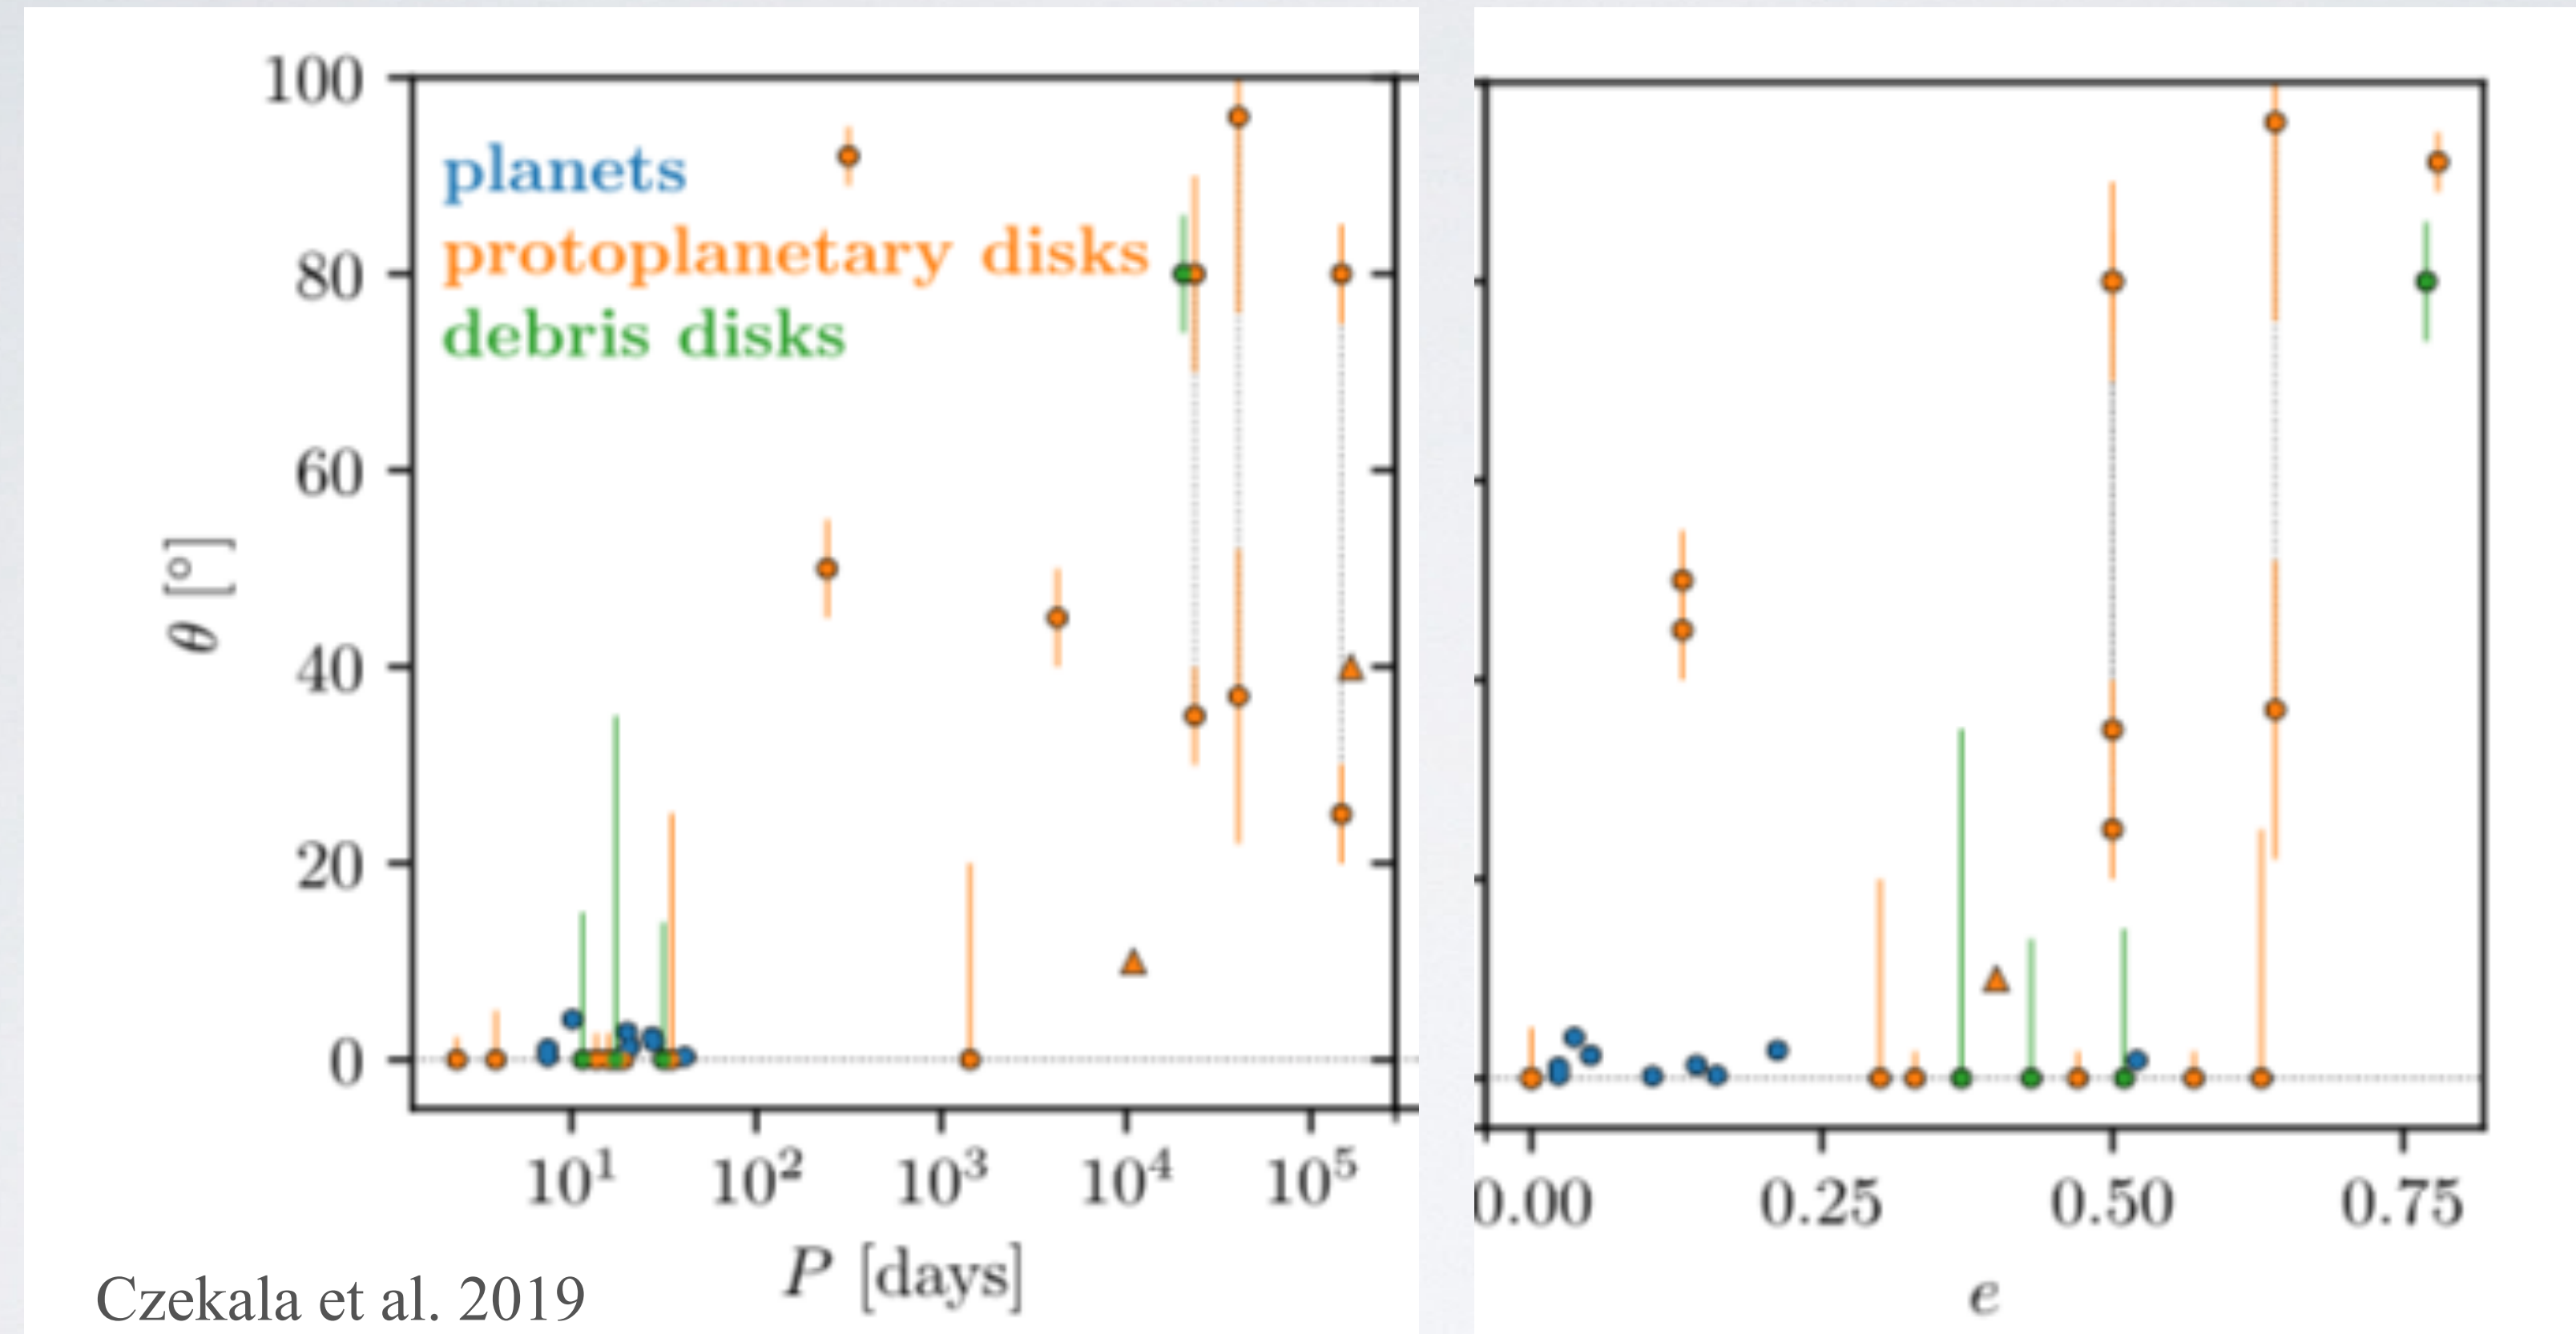 100
80
60
40
20
0
θ [°]
planets
protoplanetary disks
debris disks
10¹ 10² 10³ 10⁴ 10⁵
P [days]
0.00 0.25 0.50 0.75
e
Czekala et al. 2019